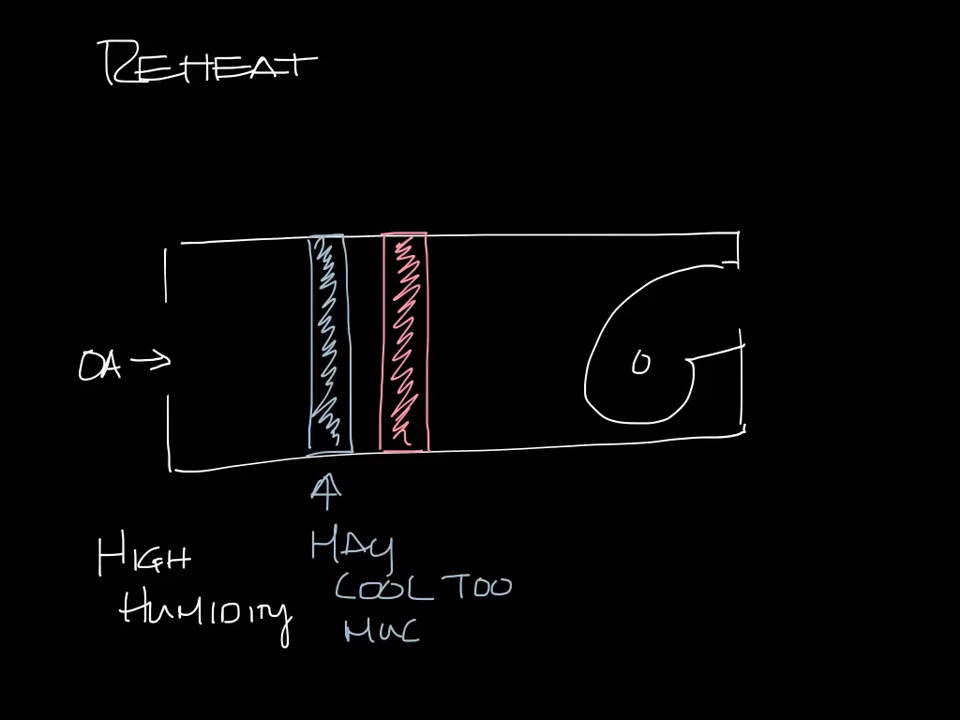 REHEAT
OA →
HIGH
HUMIDITY
MAY
COOL TOO
MUC